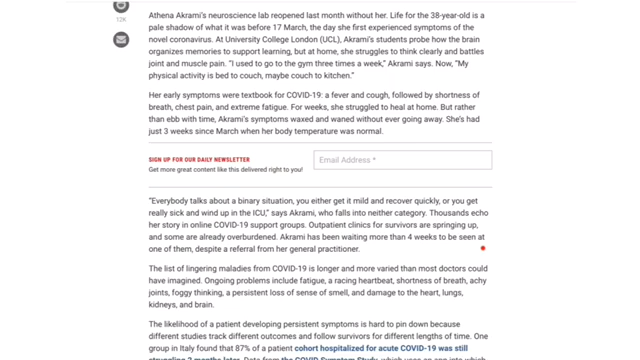 12K
Athena Akrami's neuroscience lab reopened last month without her. Life for the 38-year-old is a
pale shadow of what it was before 17 March, the day she first experienced symptoms of the
novel coronavirus. At University College London (UCL), Akrami's students probe how the brain
organizes memories to support learning, but at home, she struggles to think clearly and battles
joint and muscle pain. "I used to go to the gym three times a week," Akrami says. Now, "My
physical activity is bed to couch, maybe couch to kitchen."
Her early symptoms were textbook for COVID-19: a fever and cough, followed by shortness of
breath, chest pain, and extreme fatigue. For weeks, she struggled to heal at home. But rather
than ebb with time, Akrami's symptoms waxed and waned without ever going away. She's had
just 3 weeks since March when her body temperature was normal.
SIGN UP FOR OUR DAILY NEWSLETTER
Get more great content like this delivered right to you!
Email Address *
"Everybody talks about a binary situation, you either get it mild and recover quickly, or you get
really sick and wind up in the ICU," says Akrami, who falls into neither category. Thousands echo
her story in online COVID-19 support groups. Outpatient clinics for survivors are springing up,
and some are already overburdened. Akrami has been waiting more than 4 weeks to be seen at
one of them, despite a referral from her general practitioner.
The list of lingering maladies from COVID-19 is longer and more varied than most doctors could
have imagined. Ongoing problems include fatigue, a racing heartbeat, shortness of breath, achy
joints, foggy thinking, a persistent loss of sense of smell, and damage to the heart, lungs,
kidneys, and brain.
The likelihood of a patient developing persistent symptoms is hard to pin down because
different studies track different outcomes and follow survivors for different lengths of time. One
group in Italy found that 87% of a patient cohort hospitalized for acute COVID-19 was still
struggling 2 months later. Data from the COVID Symptom Study, which uses an app into which